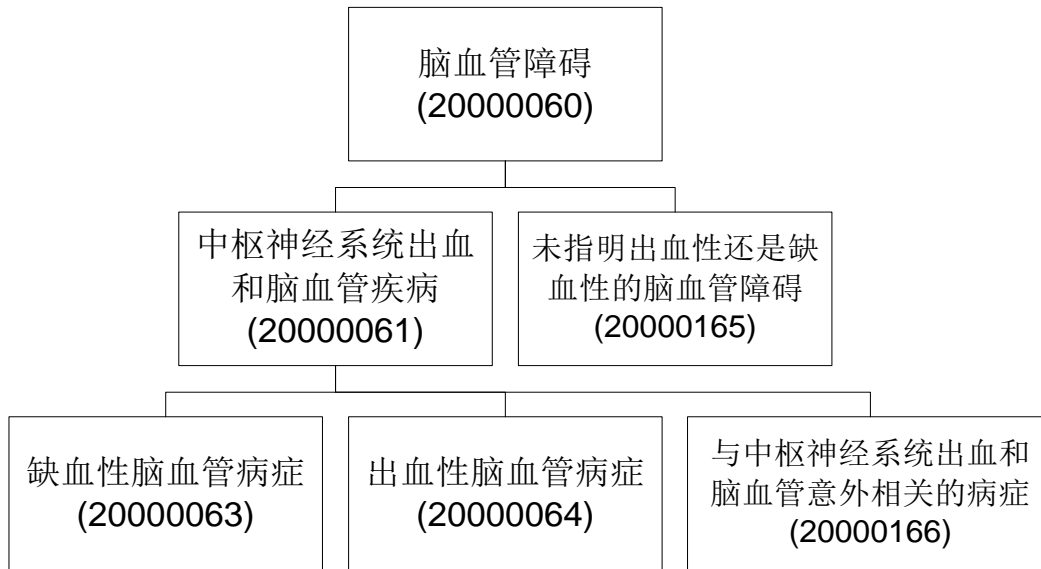 脑血管障碍
(20000060)
中枢神经系统出血
和脑血管疾病
(20000061)
未指明出血性还是缺
血性的脑血管障碍
(20000165)
缺血性脑血管病症
(20000063)
出血性脑血管病症
(20000064)
与中枢神经系统出血和
脑血管意外相关的病症
(20000166)